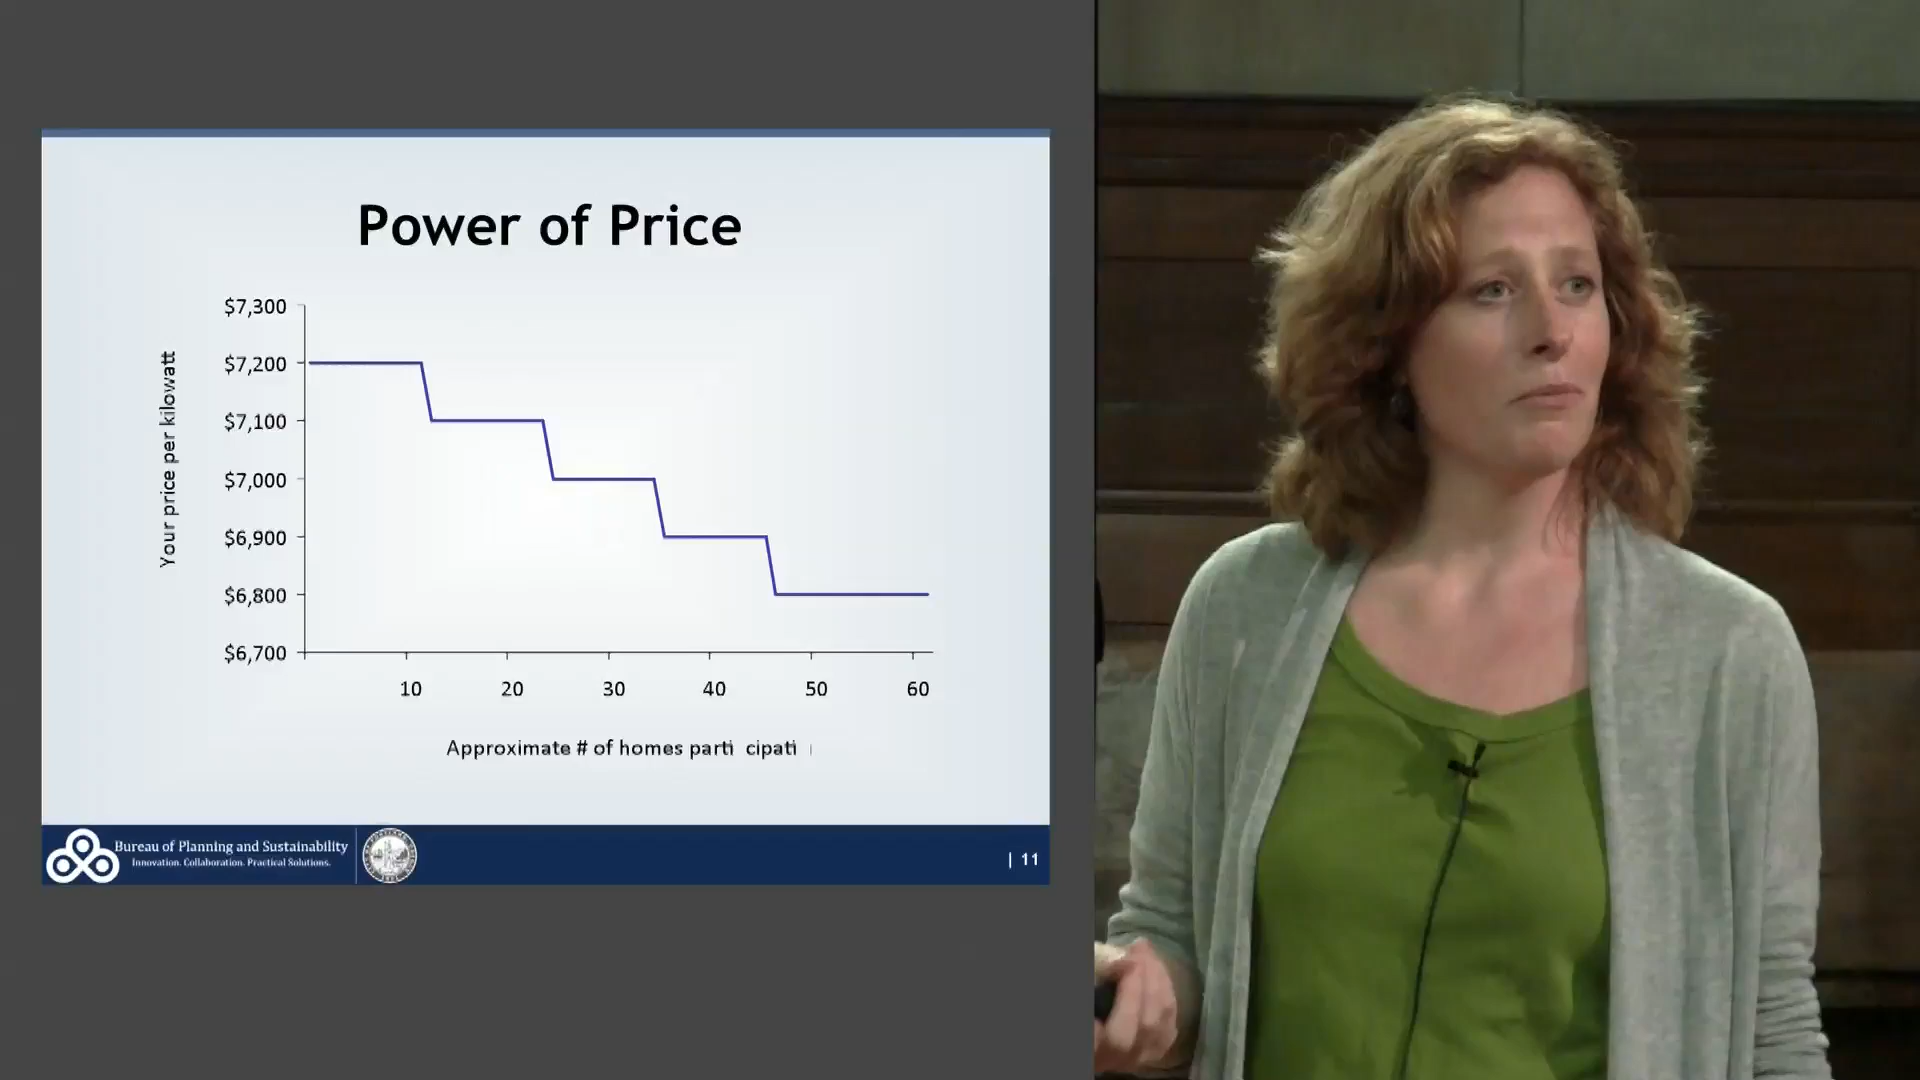 Power of Price
Your price per kilowatt
$7,300
$7,200
$7,100
$7,000
$6,900
$6,800
$6,700
10 20 30 40 50 60
Approximate # of homes parti cipati
Bureau of Planning and Sustainability
Innovation. Collaboration. Practical Solutions.
| 11